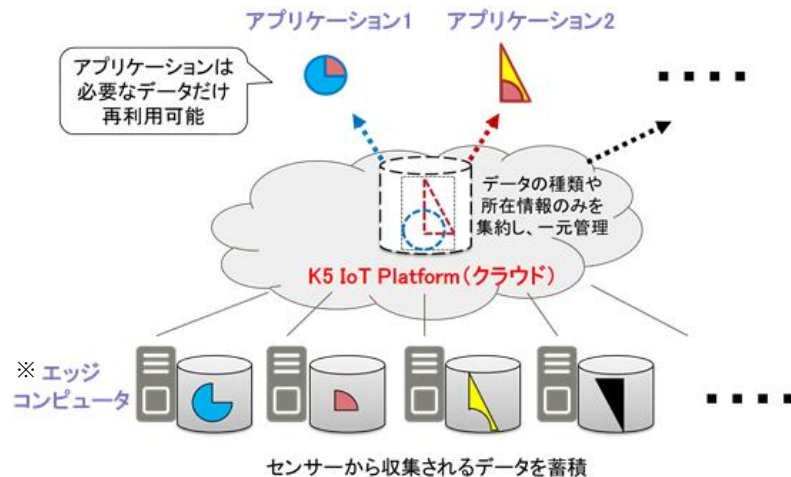 アプリケーション1
アプリケーション2
アプリケーションは
必要なデータだけ
再利用可能
データの種類や
所在情報のみを
集約し、一元管理
K5 IoT Platform(クラウド)
※ エッジ
コンピュータ
センサーから収集されるデータを蓄積